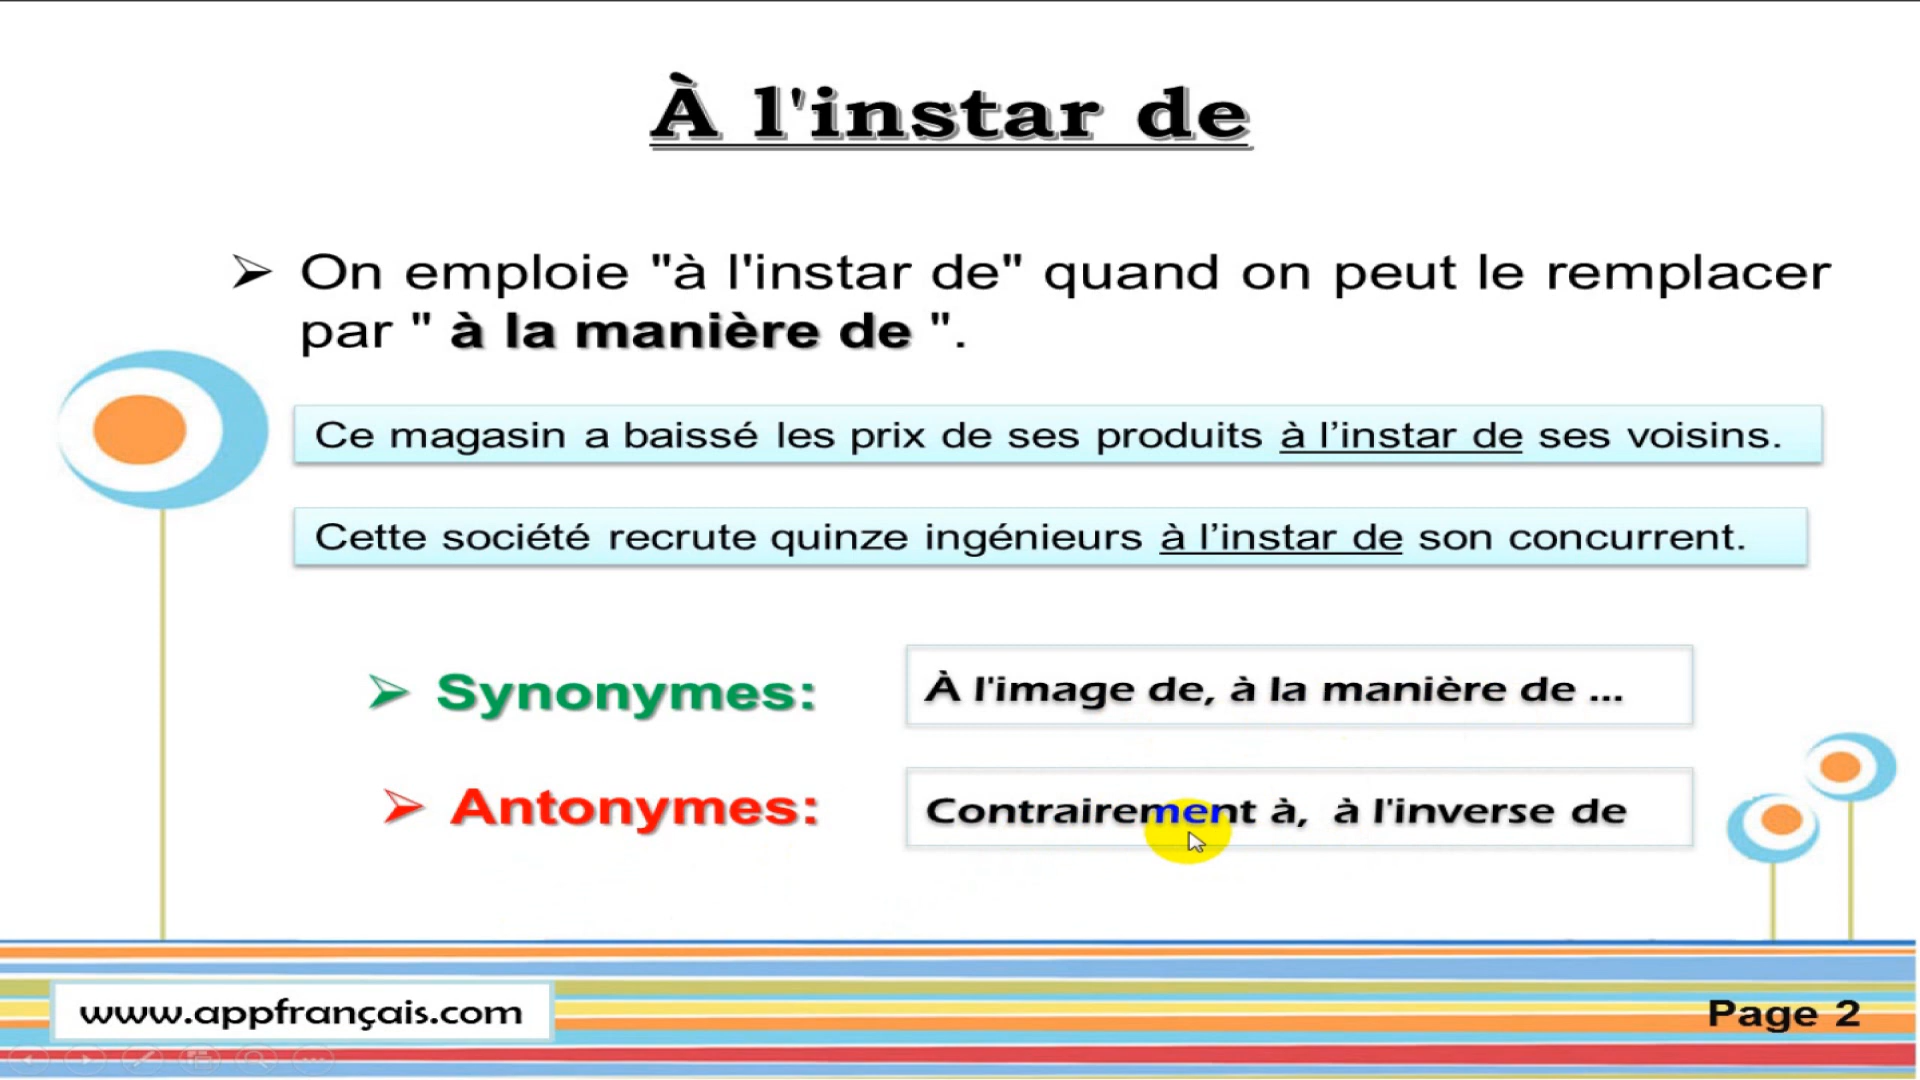 À l'instar de
➢ On emploie "à l'instar de" quand on peut le remplacer
par " à la manière de ".
Ce magasin a baissé les prix de ses produits à l’instar de ses voisins.
Cette société recrute quinze ingénieurs à l’instar de son concurrent.
➢ Synonymes: À l'image de, à la manière de ...
➢ Antonymes: Contrairement à, à l'inverse de
www.appfrançais.com
Page 2